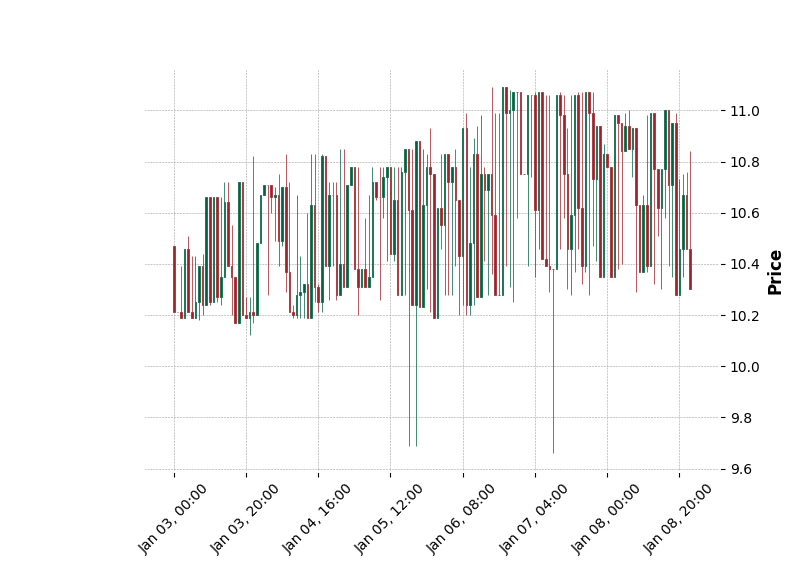 11.0
10.8
10.6
10.4
10.2
10.0
9.8
9.6
Price
Jan 03, 00:00
Jan 03, 20:00
Jan 04, 16:00
Jan 05, 12:00
Jan 06, 08:00
Jan 07, 04:00
Jan 08, 00:00
Jan 08, 20:00